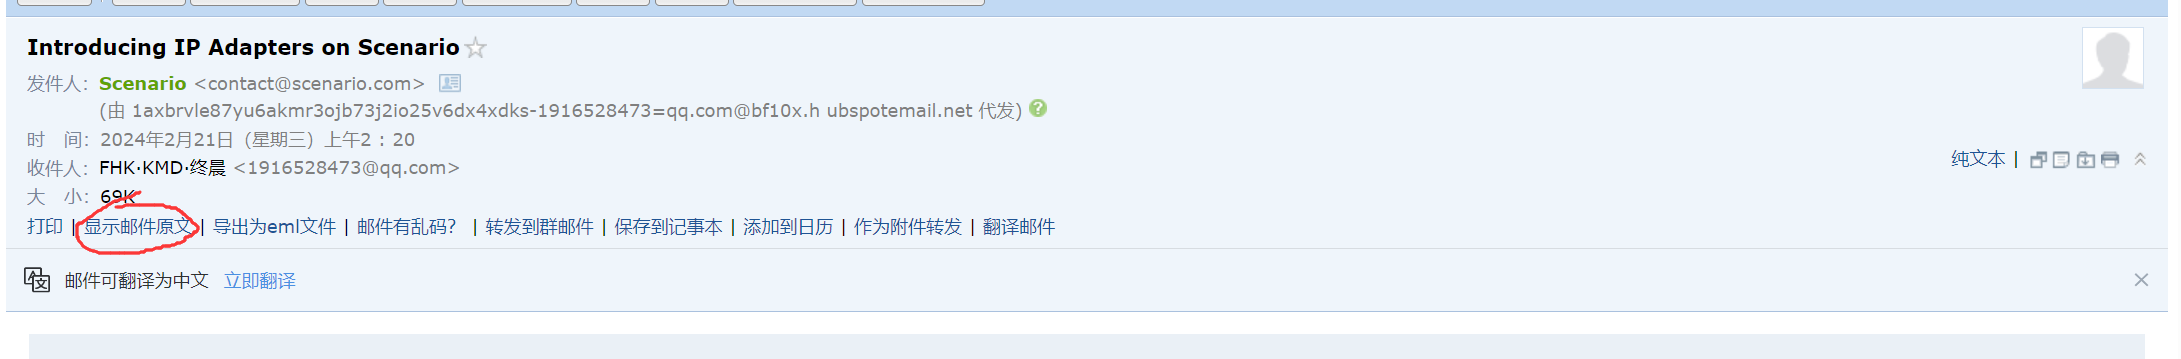 Introducing IP Adapters on Scenario
发件人：Scenario <contact@scenario.com>
(由 1axbrvle87yu6akmr3ojb73j2io25v6dx4xdks-1916528473=qq.com@bf10x.h ubspotemail.net 代发)
时　间：2024年2月21日（星期三）上午2：20
收件人：FHK·KMD·终晨 <1916528473@qq.com>
纯文本 |
大　小：69K
打印 | 显示邮件原文 | 导出为eml文件 | 邮件有乱码？ | 转发到群邮件 | 保存到记事本 | 添加到日历 | 作为附件转发 | 翻译邮件
邮件可翻译为中文 立即翻译